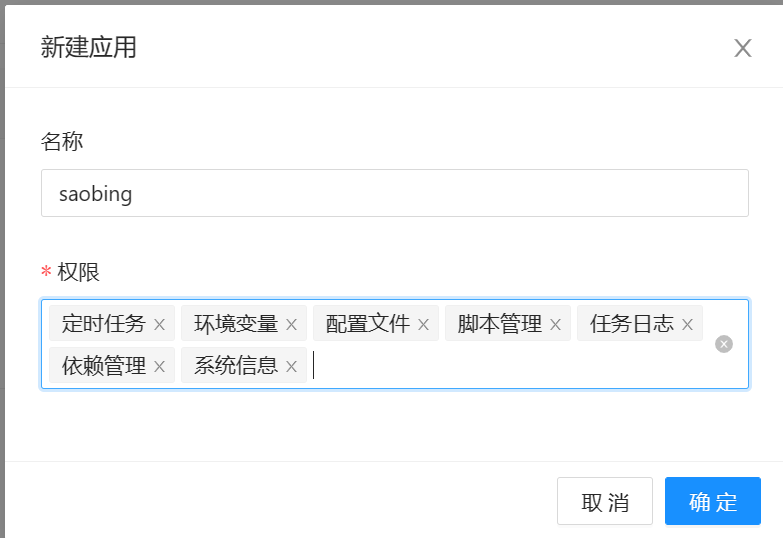 新建应用
名称
saobing
* 权限
定时任务 环境变量 配置文件 脚本管理 任务日志
依赖管理 系统信息
取消 确定